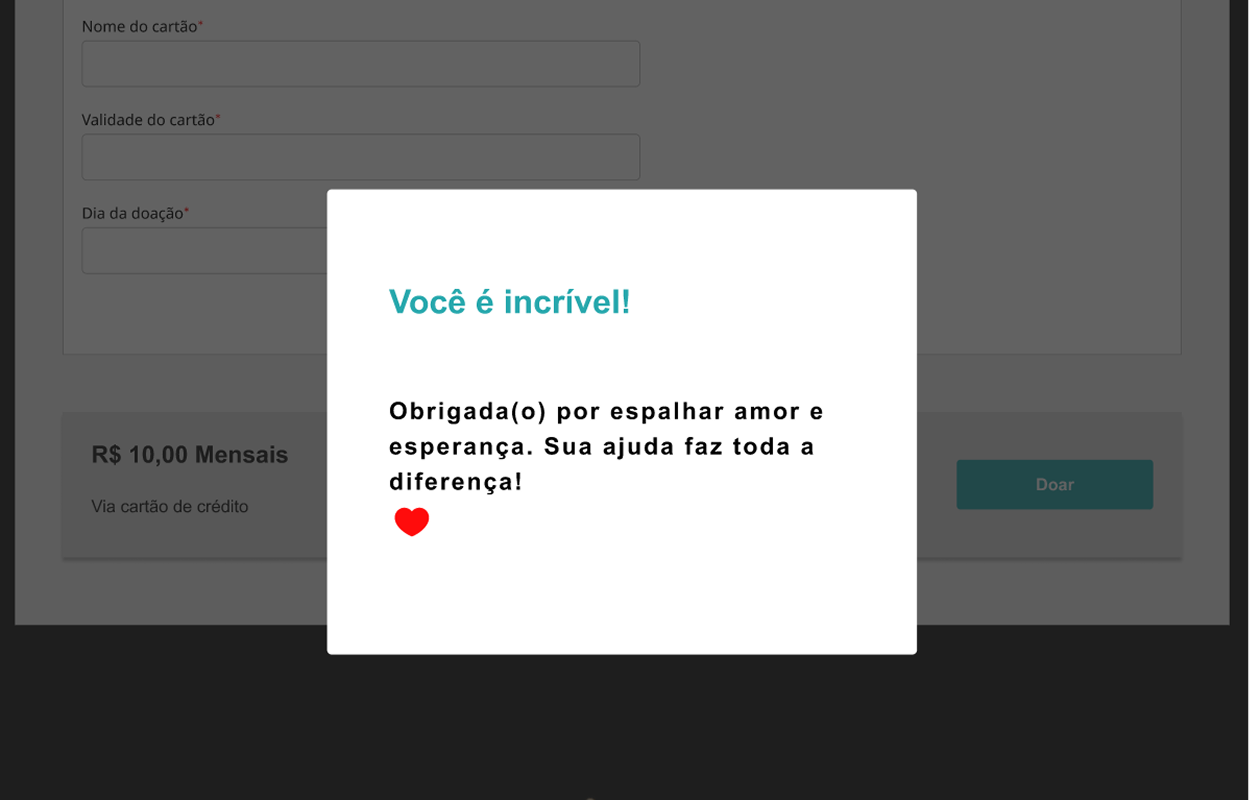 Nome do cartão*
Validade do cartão*
Dia da doação*
Você é incrível!
Obrigada(o) por espalhar amor e
esperança. Sua ajuda faz toda a
diferença!
R$ 10,00 Mensais
Via cartão de crédito
Doar